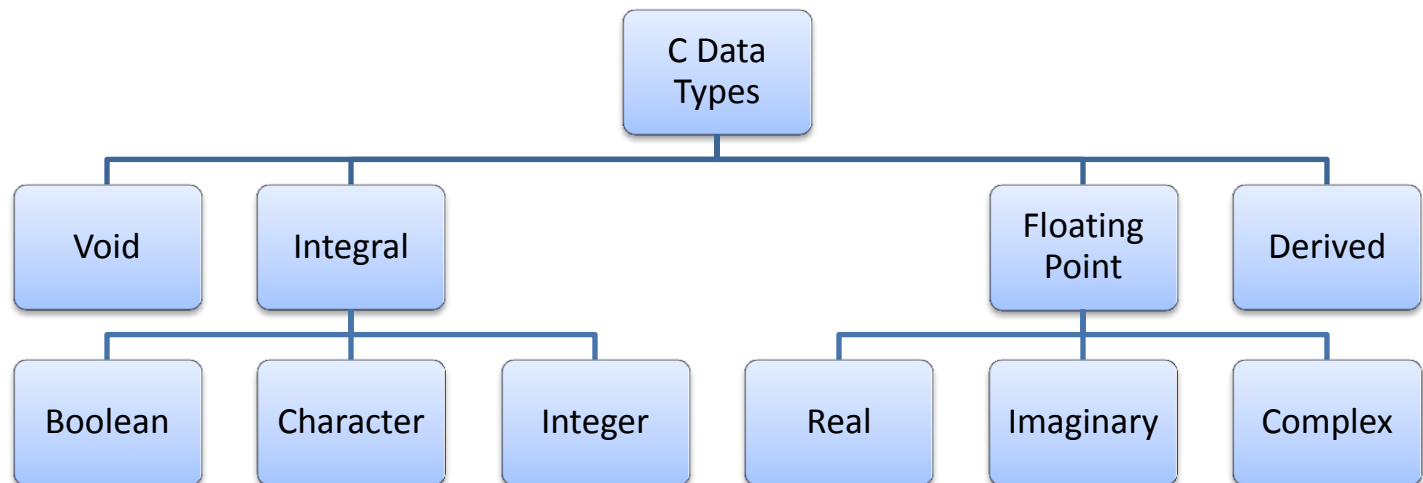 C Data
Types
Void
Integral
Floating
Point
Derived
Boolean
Character
Integer
Real
Imaginary
Complex